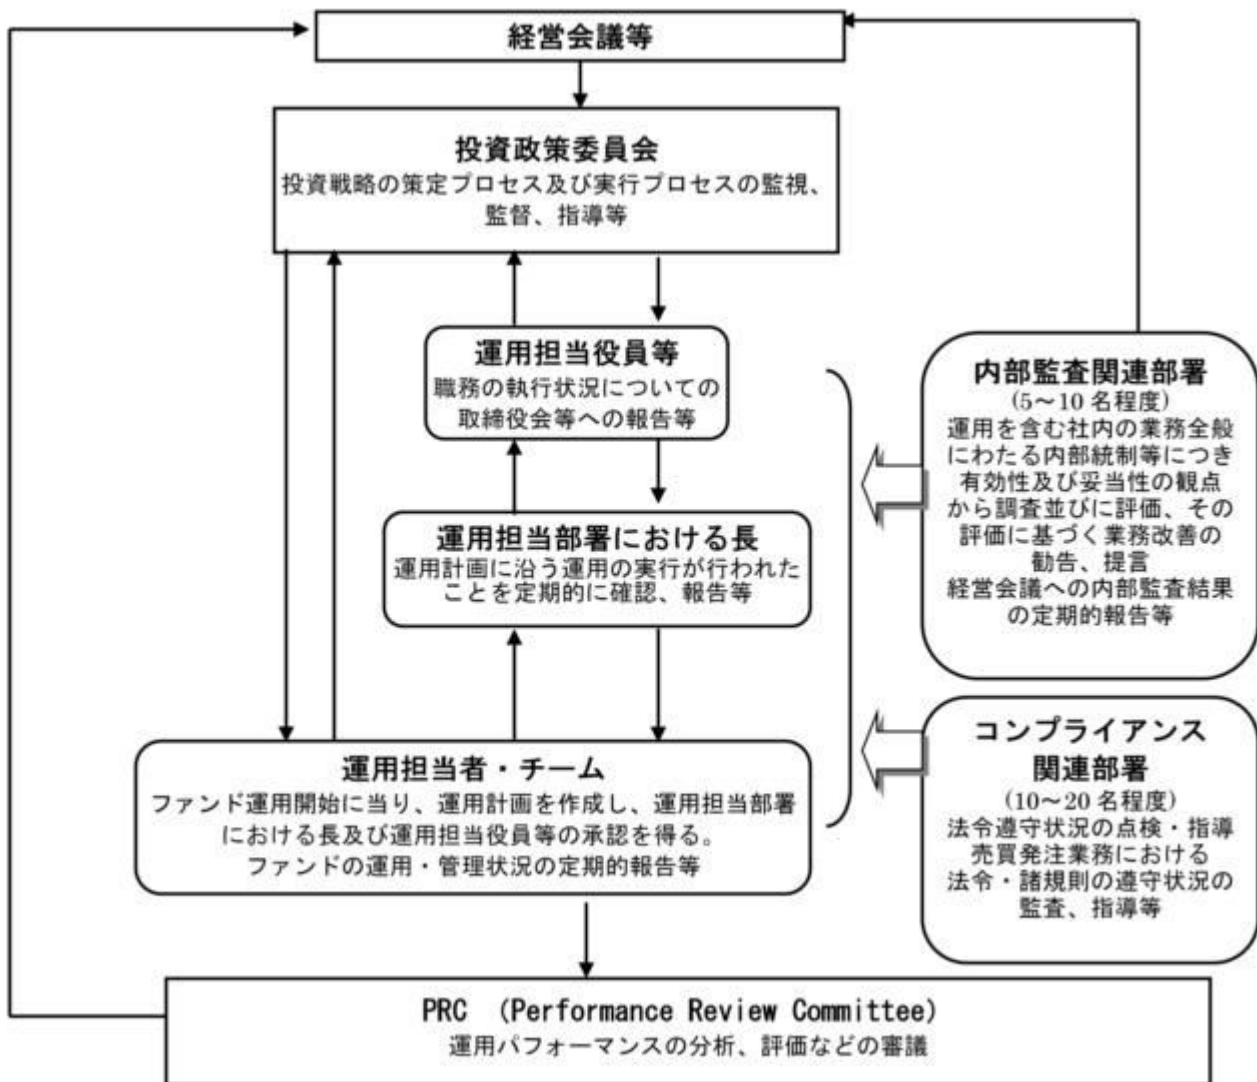 経営会議等
投資政策委員会
投資戦略の策定プロセス及び実行プロセスの監視、
監督、指導等
運用担当役員等
職務の執行状況についての
取締役会等への報告等
運用担当部署における長
運用計画に沿う運用の実行が行われた
ことを定期的に確認、報告等
運用担当者・チーム
ファンド運用開始に当り、運用計画を作成し、運用担当部署
における長及び運用担当役員等の承認を得る。
ファンドの運用・管理状況の定期的報告等
内部監査関連部署
(5～10 名程度)
運用を含む社内の業務全般
にわたる内部統制等につき
有効性及び妥当性の観点
から調査並びに評価、その
評価に基づく業務改善の
勧告、提言
経営会議への内部監査結果
の定期的報告等
コンプライアンス
関連部署
(10～20 名程度)
法令遵守状況の点検・指導
売買発注業務における
法令・諸規則の遵守状況の
監査、指導等
PRC (Performance Review Committee)
運用パフォーマンスの分析、評価などの審議